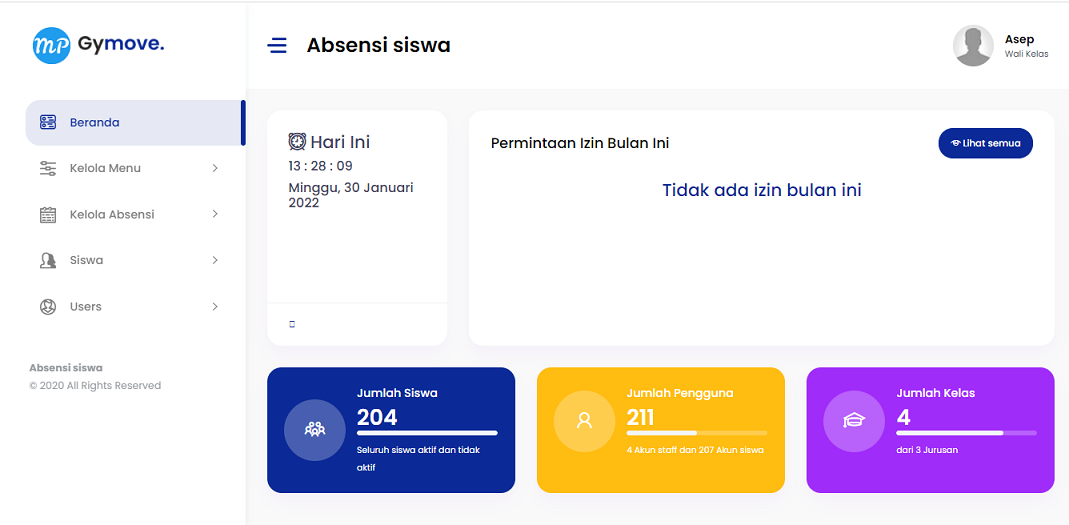 mp Gymove.
Absensi siswa
Asep
Wali Kelas
Beranda
Kelola Menu
Kelola Absensi
Siswa
Users
Absensi siswa
© 2020 All Rights Reserved
Hari Ini
13 : 28 : 09
Minggu, 30 Januari
2022
Permintaan Izin Bulan Ini
Lihat semua
Tidak ada izin bulan ini
Jumlah Siswa
204
Seluruh siswa aktif dan tidak
aktif
Jumlah Pengguna
211
4 Akun staff dan 207 Akun siswa
Jumlah Kelas
4
dari 3 Jurusan